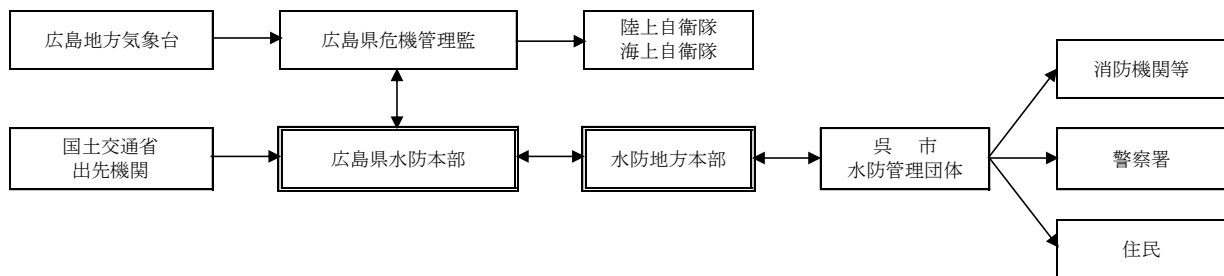 広島地方気象台
広島県危機管理監
陸上自衛隊
海上自衛隊
消防機関等
国土交通省
出先機関
広島県水防本部
水防地方本部
呉　市
水防管理団体
警察署
住民